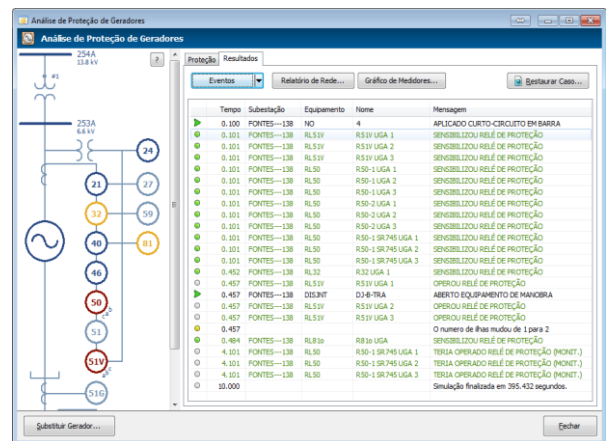 Análise de Proteção de Geradores
Análise de Proteção de Geradores
254A
13.8 kV
?
#1
253A
6.6 kV
24
21
27
32
59
40
81
46
50
51
51V
51G
Proteção Resultados
Eventos Relatório de Rede... Gráfico de Medidores... Restaurar Caso...
Tempo Subestação Equipamento Nome Mensagem
0.100 FONTES---138 NO 4 APLICADO CURTO-CIRCUITO EM BARRA
0.101 FONTES---138 RL51V R51V UGA 1 SENSIBILIZOU RELÉ DE PROTEÇÃO
0.101 FONTES---138 RL51V R51V UGA 2 SENSIBILIZOU RELÉ DE PROTEÇÃO
0.101 FONTES---138 RL51V R51V UGA 3 SENSIBILIZOU RELÉ DE PROTEÇÃO
0.101 FONTES---138 RL50 R50-1 UGA 1 SENSIBILIZOU RELÉ DE PROTEÇÃO
0.101 FONTES---138 RL50 R50-1 UGA 2 SENSIBILIZOU RELÉ DE PROTEÇÃO
0.101 FONTES---138 RL50 R50-1 UGA 3 SENSIBILIZOU RELÉ DE PROTEÇÃO
0.101 FONTES---138 RL50 R50-2 UGA 1 SENSIBILIZOU RELÉ DE PROTEÇÃO
0.101 FONTES---138 RL50 R50-2 UGA 2 SENSIBILIZOU RELÉ DE PROTEÇÃO
0.101 FONTES---138 RL50 R50-2 UGA 3 SENSIBILIZOU RELÉ DE PROTEÇÃO
0.101 FONTES---138 RL50 R50-1 SR745 UGA 1 SENSIBILIZOU RELÉ DE PROTEÇÃO
0.101 FONTES---138 RL50 R50-1 SR745 UGA 2 SENSIBILIZOU RELÉ DE PROTEÇÃO
0.101 FONTES---138 RL50 R50-1 SR745 UGA 3 SENSIBILIZOU RELÉ DE PROTEÇÃO
0.452 FONTES---138 RL32 R32 UGA 1 SENSIBILIZOU RELÉ DE PROTEÇÃO
0.457 FONTES---138 RL51V R51V UGA 1 OPEROU RELÉ DE PROTEÇÃO
0.457 FONTES---138 DISJNT DJ-B-TRA ABERTO EQUIPAMENTO DE MANOBRA
0.457 FONTES---138 RL51V R51V UGA 2 OPEROU RELÉ DE PROTEÇÃO
0.457 FONTES---138 RL51V R51V UGA 3 OPEROU RELÉ DE PROTEÇÃO
0.457 O numero de ilhas mudou de 1 para 2
0.484 FONTES---138 RL81o R81o UGA SENSIBILIZOU RELÉ DE PROTEÇÃO
4.101 FONTES---138 RL50 R50-1 SR745 UGA 1 TERIA OPERADO RELÉ DE PROTEÇÃO (MONIT.)
4.101 FONTES---138 RL50 R50-1 SR745 UGA 2 TERIA OPERADO RELÉ DE PROTEÇÃO (MONIT.)
4.101 FONTES---138 RL50 R50-1 SR745 UGA 3 TERIA OPERADO RELÉ DE PROTEÇÃO (MONIT.)
10.000 Simulação finalizada em 395.432 segundos.
Substituir Gerador... Fechar